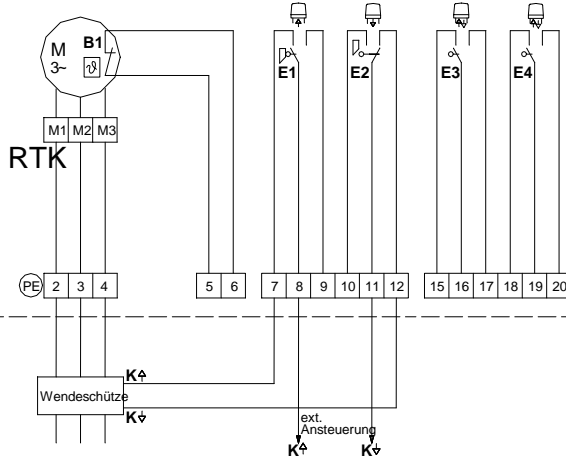 M
3~
B1
ϑ
E1
E2
E3
E4
M1 M2 M3
RTK
PE 2 3 4
5 6
7 8 9 10 11 12
15 16 17 18 19 20
K
Wendeschütze
K
ext.
Ansteuerung
K K